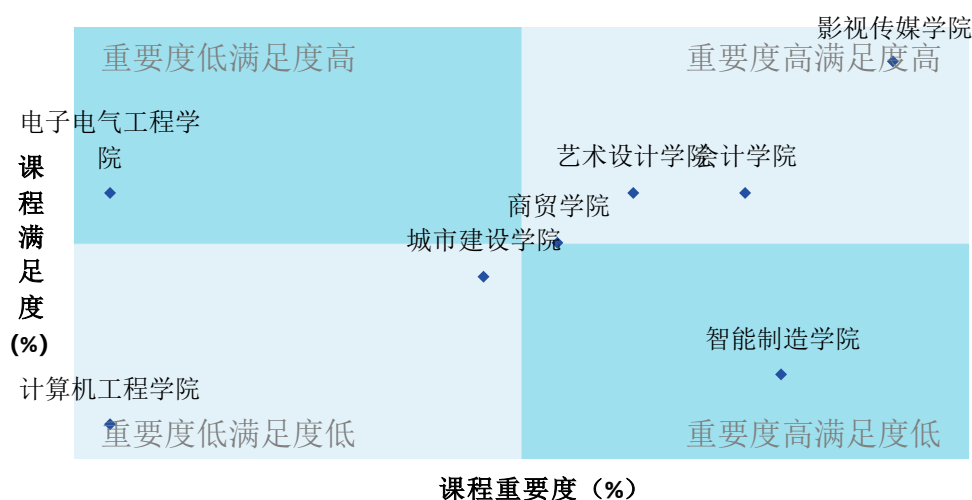 影视传媒学院
重要度低满足度高
重要度高满足度高
电子电气工程学
院
艺术设计学院
会计学院
商贸学院
城市建设学院
课
程
满
足
度
(%)
智能制造学院
计算机工程学院
重要度低满足度低
重要度高满足度低
课程重要度（%）